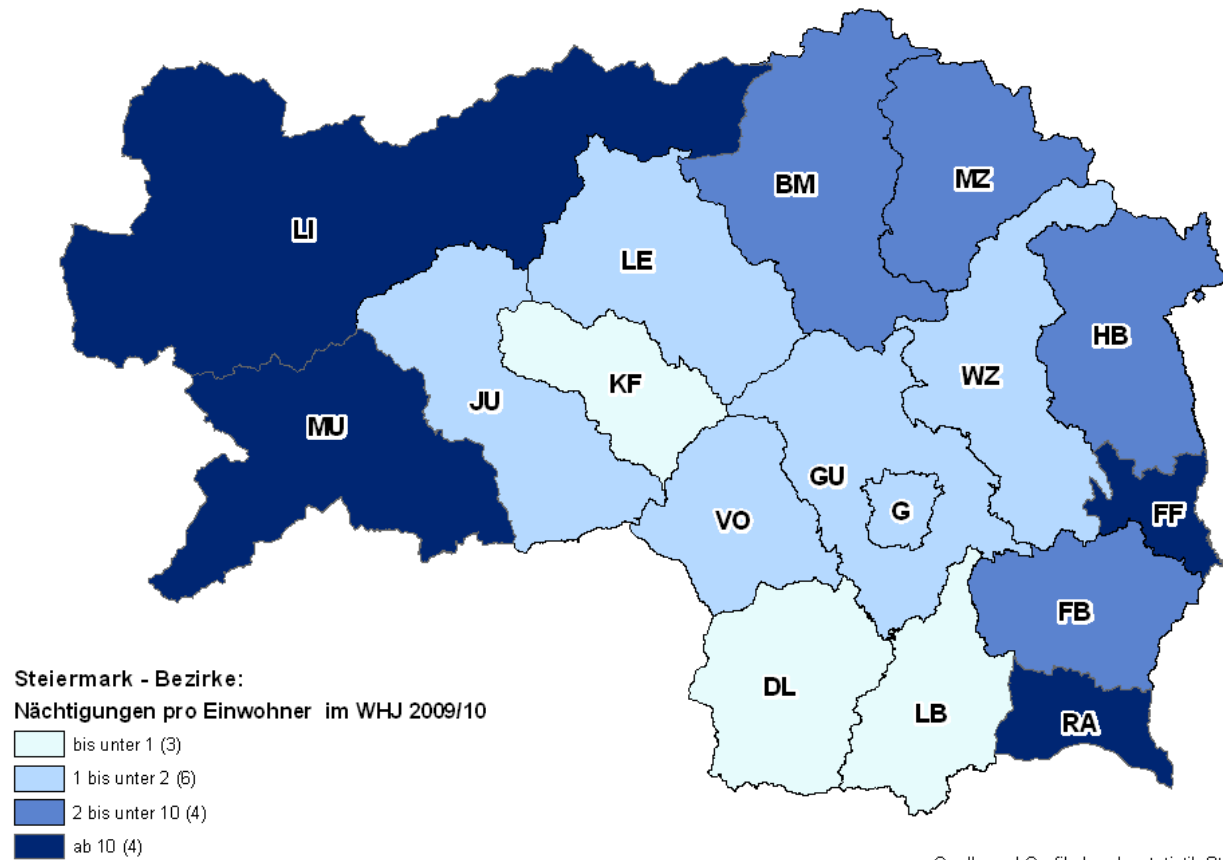 BM
MZ
LI
LE
HB
WZ
KF
JU
MU
GU
G
FF
VO
FB
DL
LB
RA
Steiermark - Bezirke:
Nächtigungen pro Einwohner im WHJ 2009/10
bis unter 1 (3)
1 bis unter 2 (6)
2 bis unter 10 (4)
ab 10 (4)